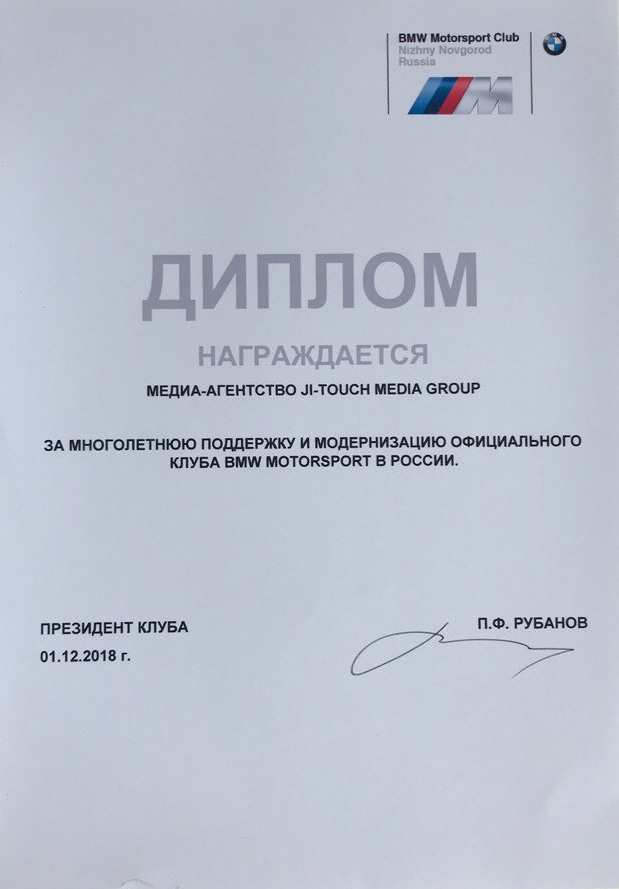 BMW Motorsport Club
Nizhny Novgorod
Russia
M
ДИПЛОМ
НАГРАЖДАЕТСЯ
МЕДИА-АГЕНТСТВО JI-TOUCH MEDIA GROUP
ЗА МНОГОЛЕТНЮЮ ПОДДЕРЖКУ И МОДЕРНИЗАЦИЮ ОФИЦИАЛЬНОГО
КЛУБА BMW MOTORSPORT В РОССИИ.
ПРЕЗИДЕНТ КЛУБА
П.Ф. РУБАНОВ
01.12.2018 г.